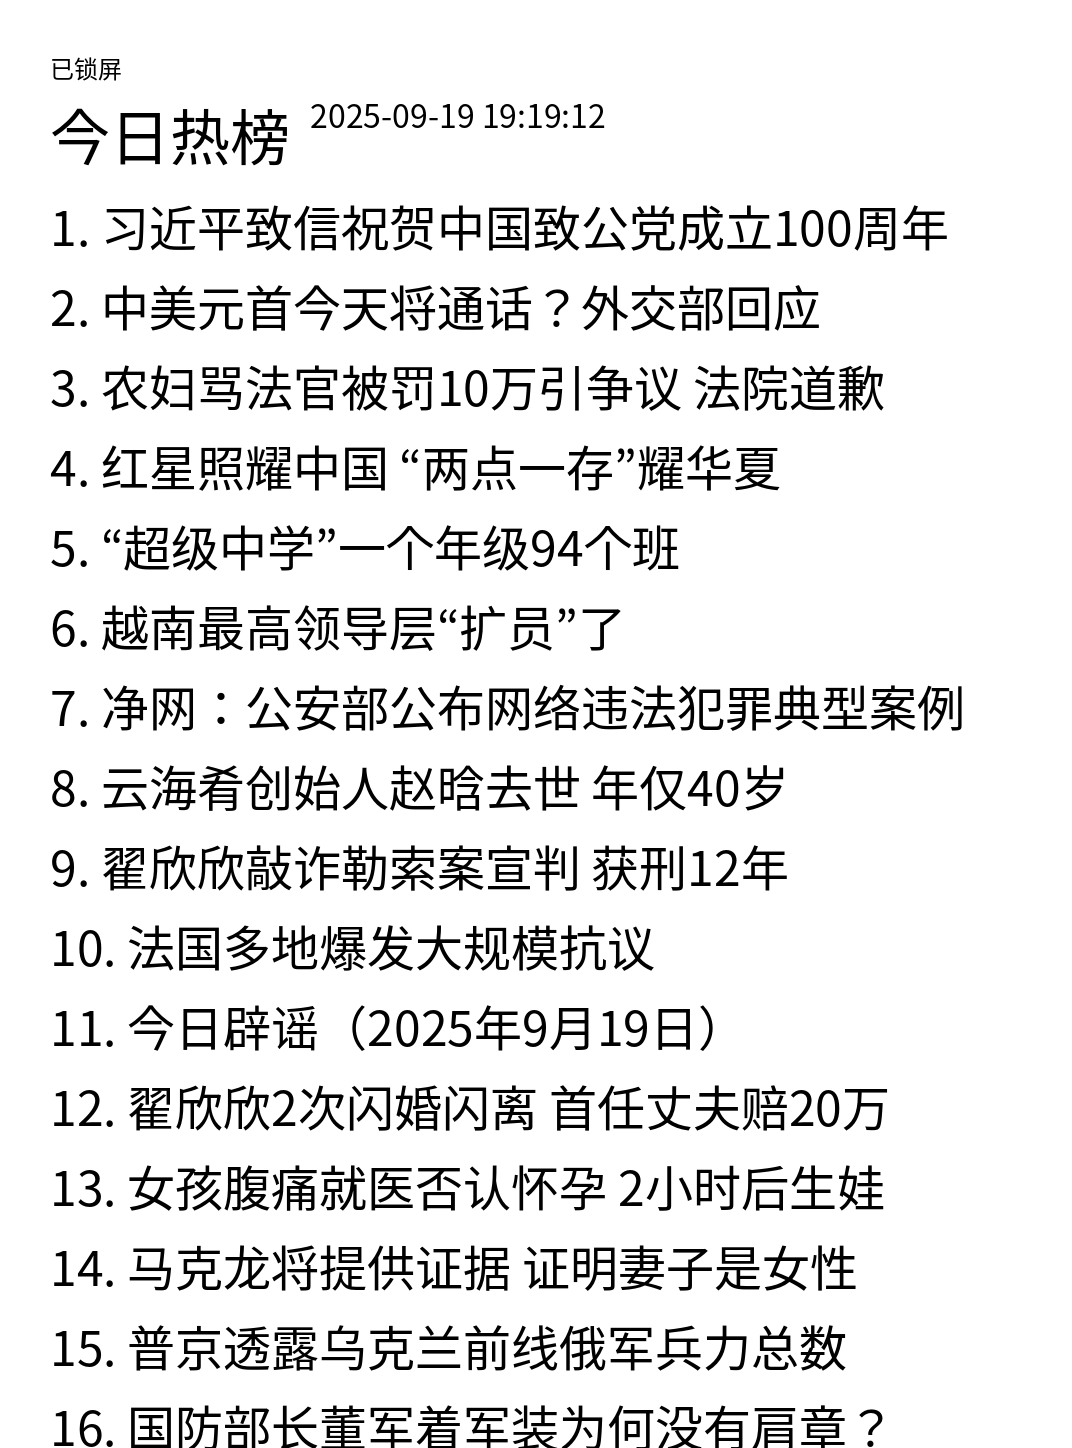 已锁屏
今日热榜 2025-09-19 19:19:12
1. 习近平致信祝贺中国致公党成立100周年
2. 中美元首今天将通话？外交部回应
3. 农妇骂法官被罚10万引争议 法院道歉
4. 红星照耀中国 “两点一存”耀华夏
5. “超级中学”一个年级94个班
6. 越南最高领导层“扩员”了
7. 净网：公安部公布网络违法犯罪典型案例
8. 云海肴创始人赵晗去世 年仅40岁
9. 翟欣欣敲诈勒索案宣判 获刑12年
10. 法国多地爆发大规模抗议
11. 今日辟谣（2025年9月19日）
12. 翟欣欣2次闪婚闪离 首任丈夫赔20万
13. 女孩腹痛就医否认怀孕 2小时后生娃
14. 马克龙将提供证据 证明妻子是女性
15. 普京透露乌克兰前线俄军兵力总数
16. 国防部长董军着军装为何没有肩章？